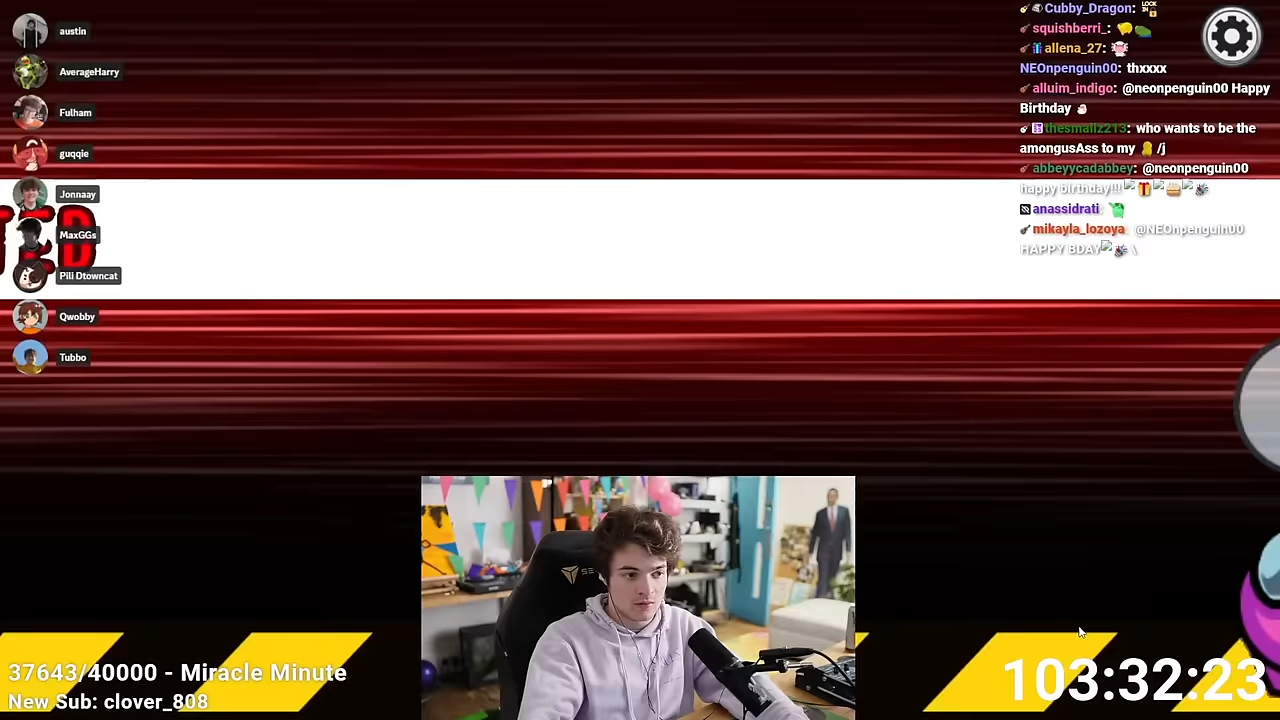 austin
AverageHarry
Fulham
guqqie
Jonnaay
MaxGGs
Pili Dtowncat
Qwobby
Tubbo
Cubby_Dragon:
squishberri_:
allena_27:
NEOnpenguin00: thxxxx
alluim_indigo: @neonpenguin00 Happy
Birthday
thesmallz213: who wants to be the
amongusAss to my /j
abbeyycadabbey: @neonpenguin00
happy birthday!!!
anassidrati
mikayla_lozoya @NEOnpenguin00
HAPPY BDAY \
37643/40000 - Miracle Minute
New Sub: clover_808
103:32:23